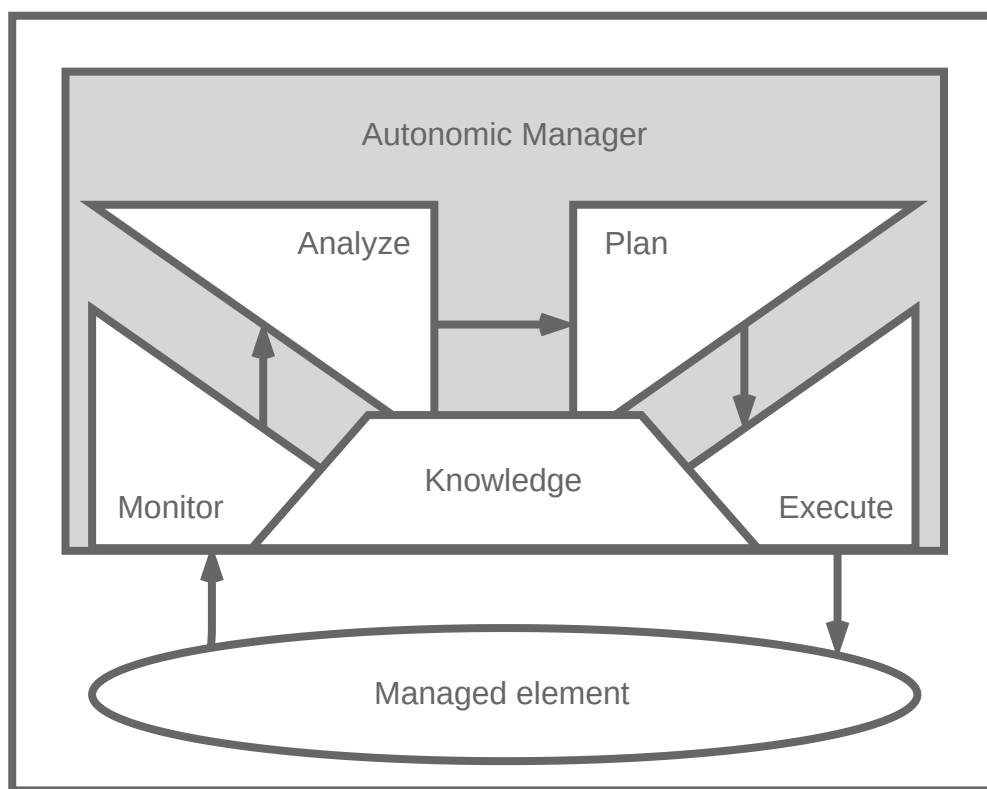 Autonomic Manager
Analyze
Plan
Knowledge
Monitor
Execute
Managed element